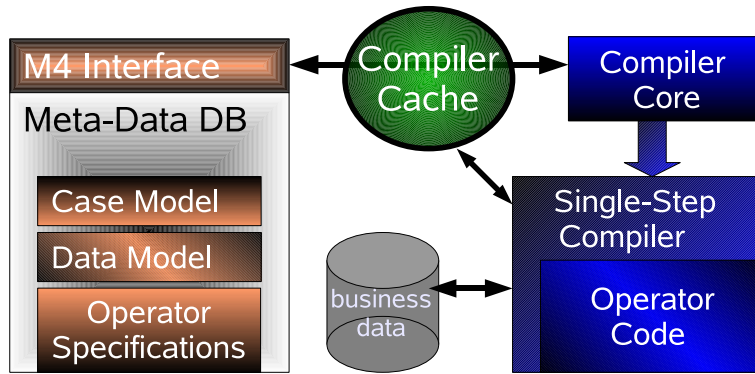 M4 Interface
Meta-Data DB
Case Model
Data Model
Operator
Specifications
Compiler
Cache
business
data
Compiler
Core
Single-Step
Compiler
Operator
Code